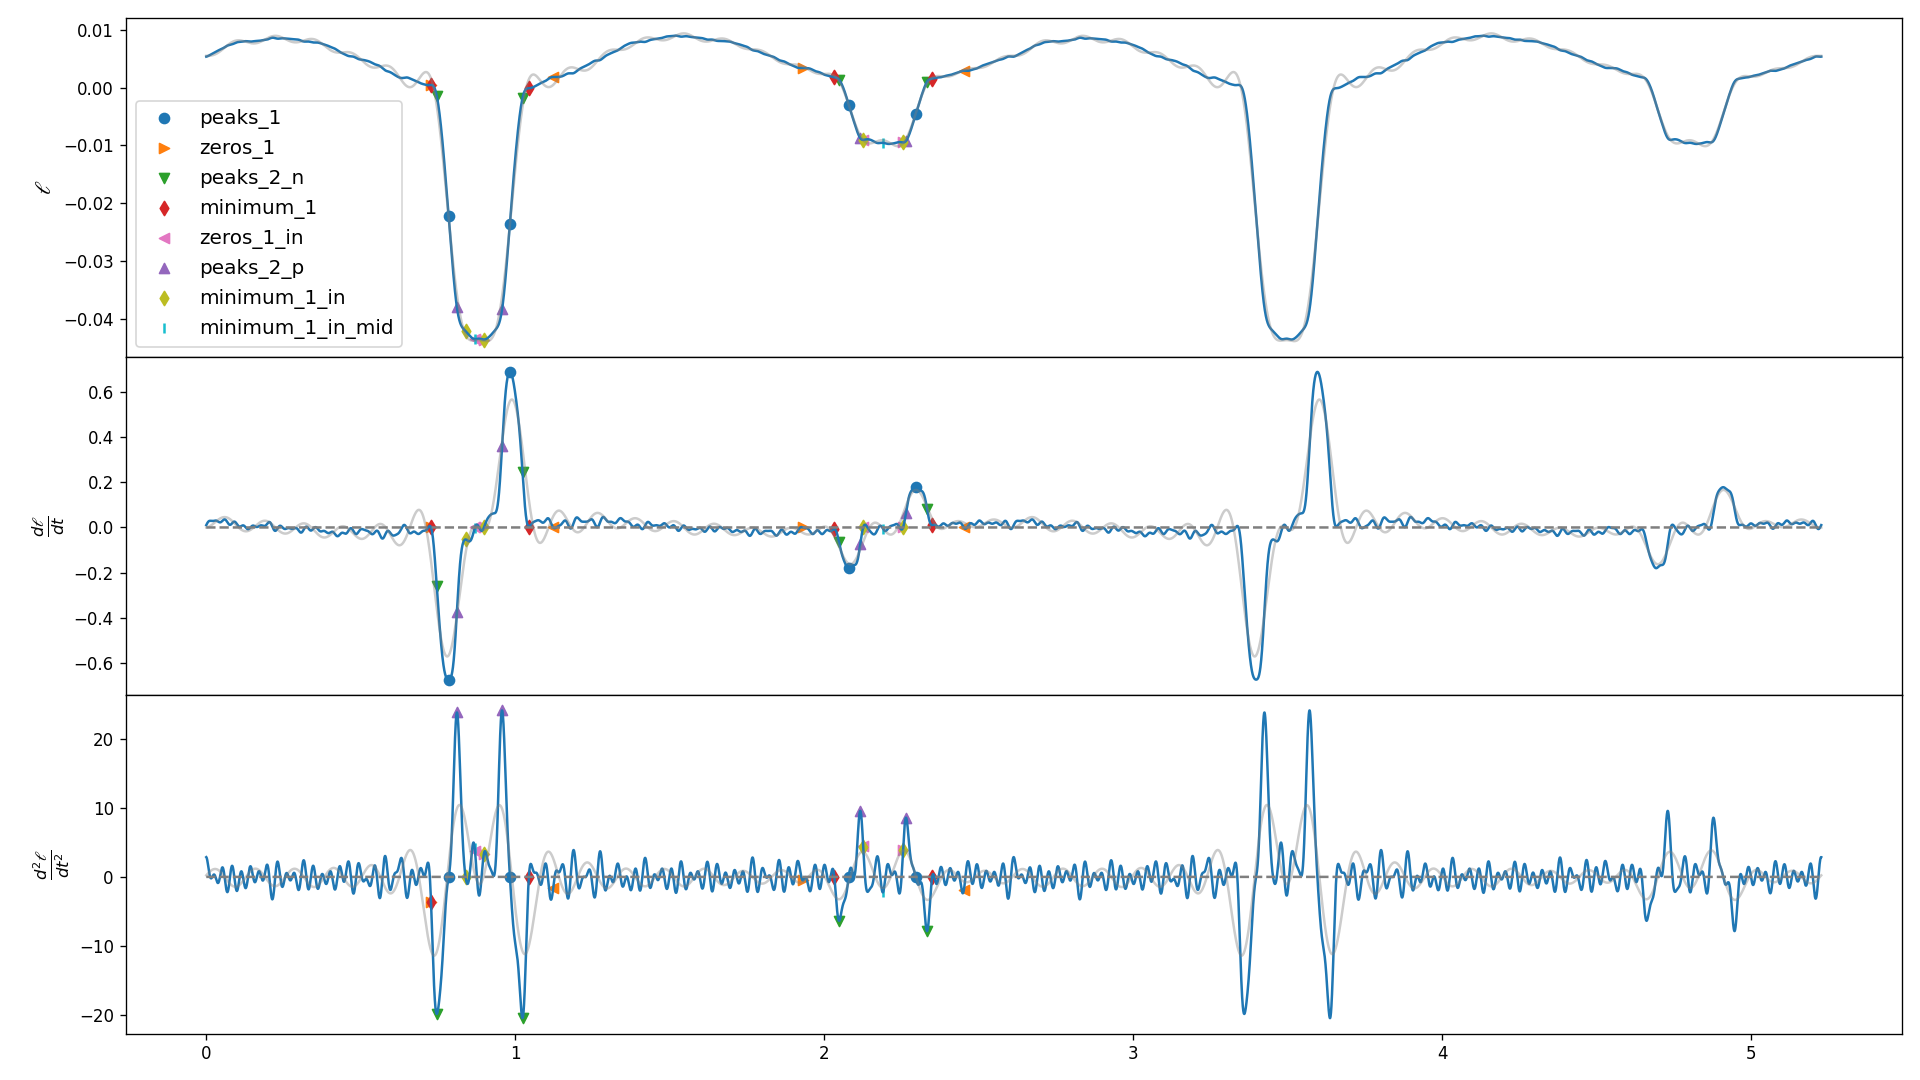 0.01
0.00
−0.01
−0.02
−0.03
−0.04
ℓ
peaks_1
zeros_1
peaks_2_n
minimum_1
zeros_1_in
peaks_2_p
minimum_1_in
minimum_1_in_mid
0.6
0.4
0.2
0.0
−0.2
−0.4
−0.6
dℓ
dt
20
10
0
−10
−20
d²ℓ
dt²
0 1 2 3 4 5